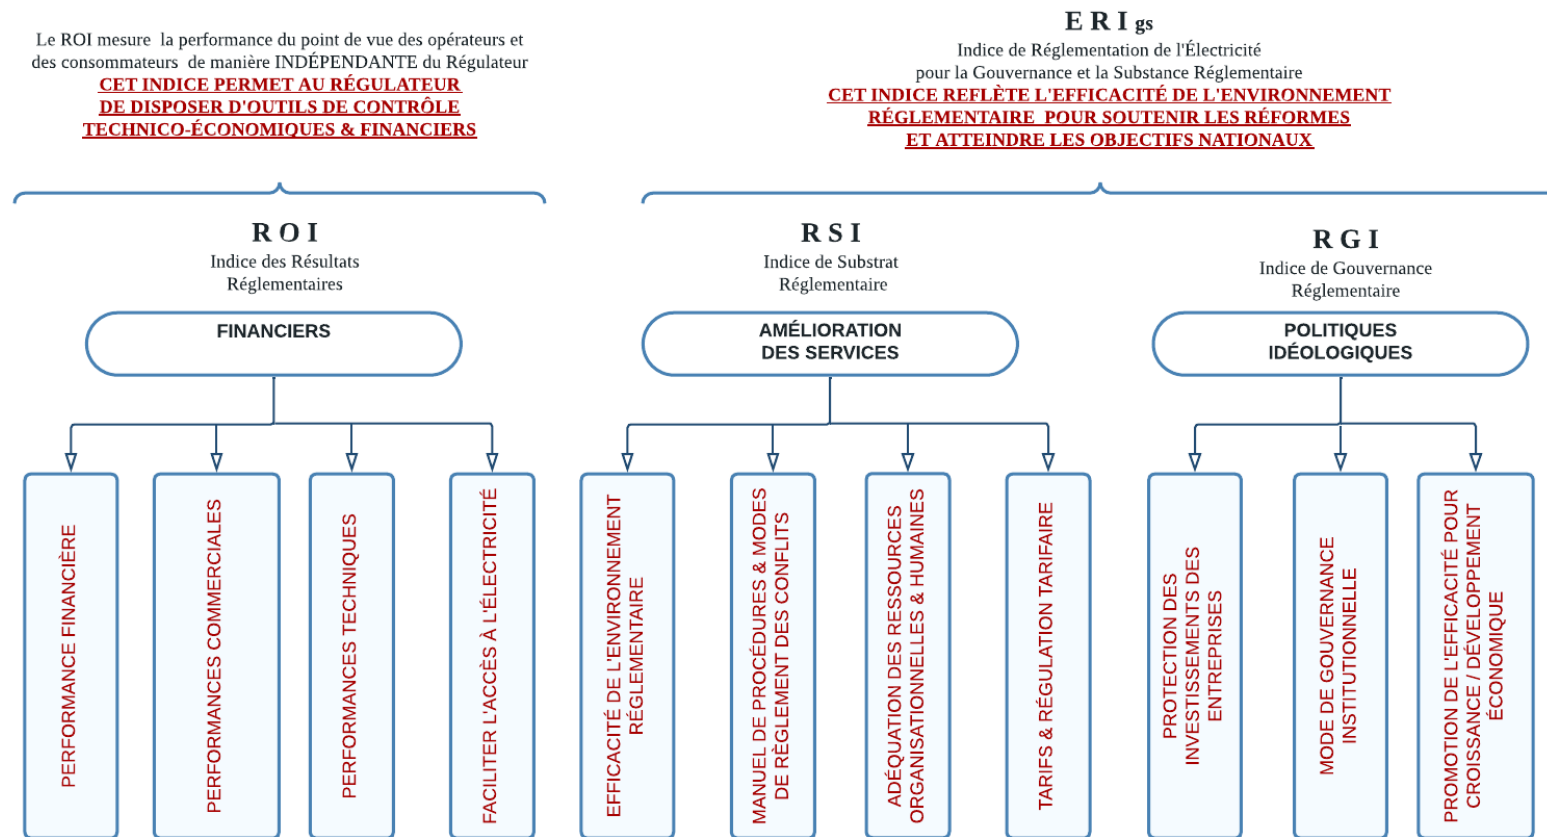 Le ROI mesure la performance du point de vue des opérateurs et
des consommateurs de manière INDÉPENDANTE du Régulateur
CET INDICE PERMET AU RÉGULATEUR
DE DISPOSER D'OUTILS DE CONTRÔLE
TECHNICO-ÉCONOMIQUES & FINANCIERS
E R I gs
Indice de Réglementation de l'Électricité
pour la Gouvernance et la Substance Réglementaire
CET INDICE REFLÈTE L'EFFICACITÉ DE L'ENVIRONNEMENT
RÉGLEMENTAIRE POUR SOUTENIR LES RÉFORMES
ET ATTEINDRE LES OBJECTIFS NATIONAUX
R O I
Indice des Résultats
Réglementaires
FINANCIERS
PERFORMANCE FINANCIÈRE
PERFORMANCES COMMERCIALES
PERFORMANCES TECHNIQUES
FACILITER L'ACCÈS À L'ÉLECTRICITÉ
R S I
Indice de Substrat
Réglementaire
AMÉLIORATION
DES SERVICES
EFFICACITÉ DE L'ENVIRONNEMENT
RÉGLEMENTAIRE
MANUEL DE PROCÉDURES & MODES
DE RÈGLEMENT DES CONFLITS
ADÉQUATION DES RESSOURCES
ORGANISATIONNELLES & HUMAINES
TARIFS & RÉGULATION TARIFAIRE
R G I
Indice de Gouvernance
Réglementaire
POLITIQUES
IDÉOLOGIQUES
PROTECTION DES
INVESTISSEMENTS DES
ENTREPRISES
MODE DE GOUVERNANCE
INSTITUTIONNELLE
PROMOTION DE L'EFFICACITÉ POUR
CROISSANCE / DÉVELOPPEMENT
ÉCONOMIQUE